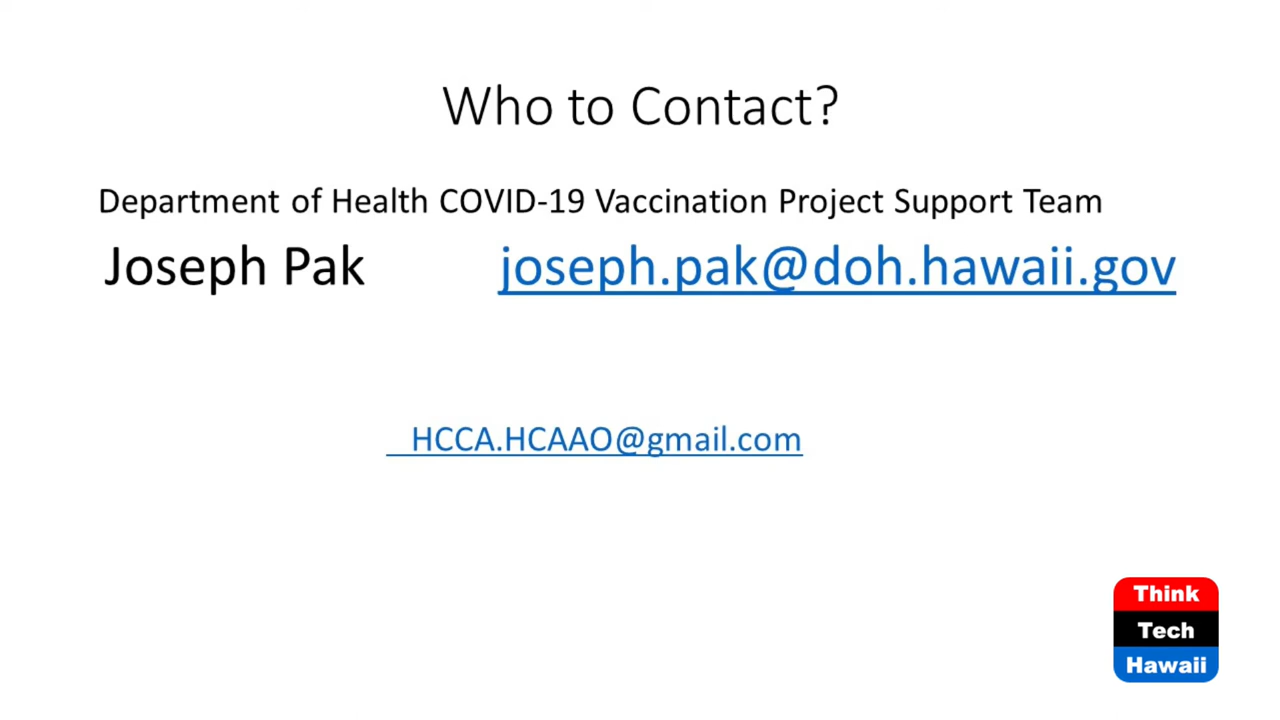 Who to Contact?
Department of Health COVID-19 Vaccination Project Support Team
Joseph Pak joseph.pak@doh.hawaii.gov
HCCA.HCAAO@gmail.com
Think
Tech
Hawaii